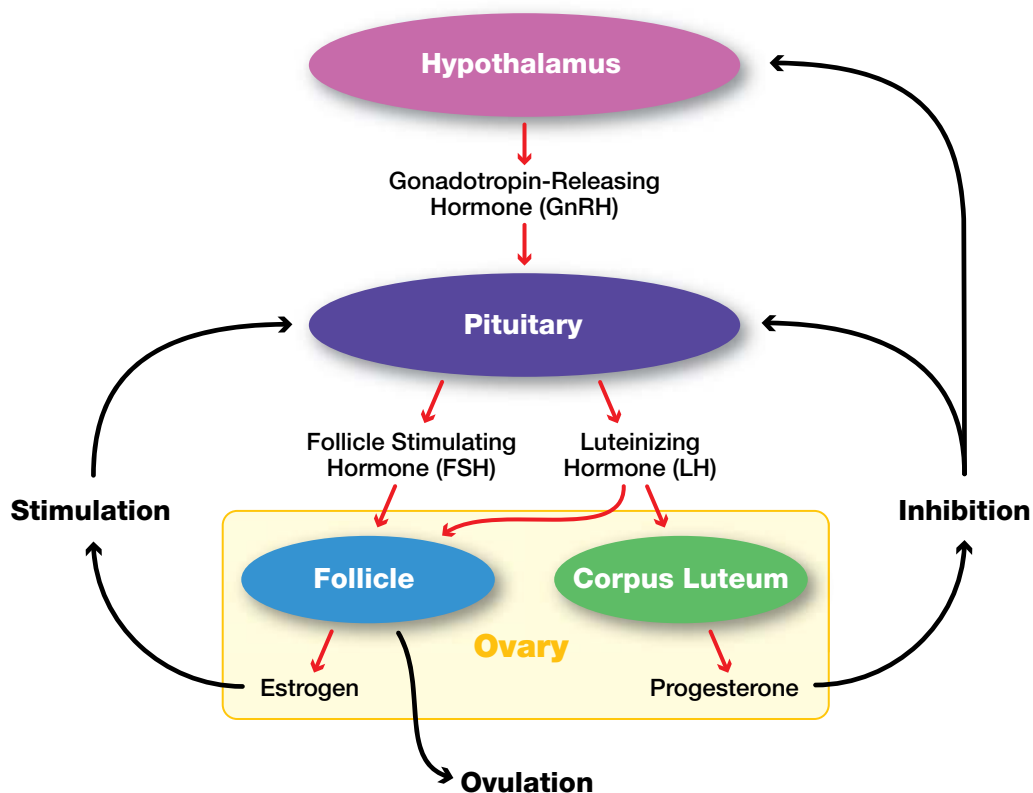 Hypothalamus
Gonadotropin-Releasing
Hormone (GnRH)
Pituitary
Follicle Stimulating
Hormone (FSH)
Luteinizing
Hormone (LH)
Stimulation
Inhibition
Follicle
Corpus Luteum
Ovary
Estrogen
Progesterone
Ovulation